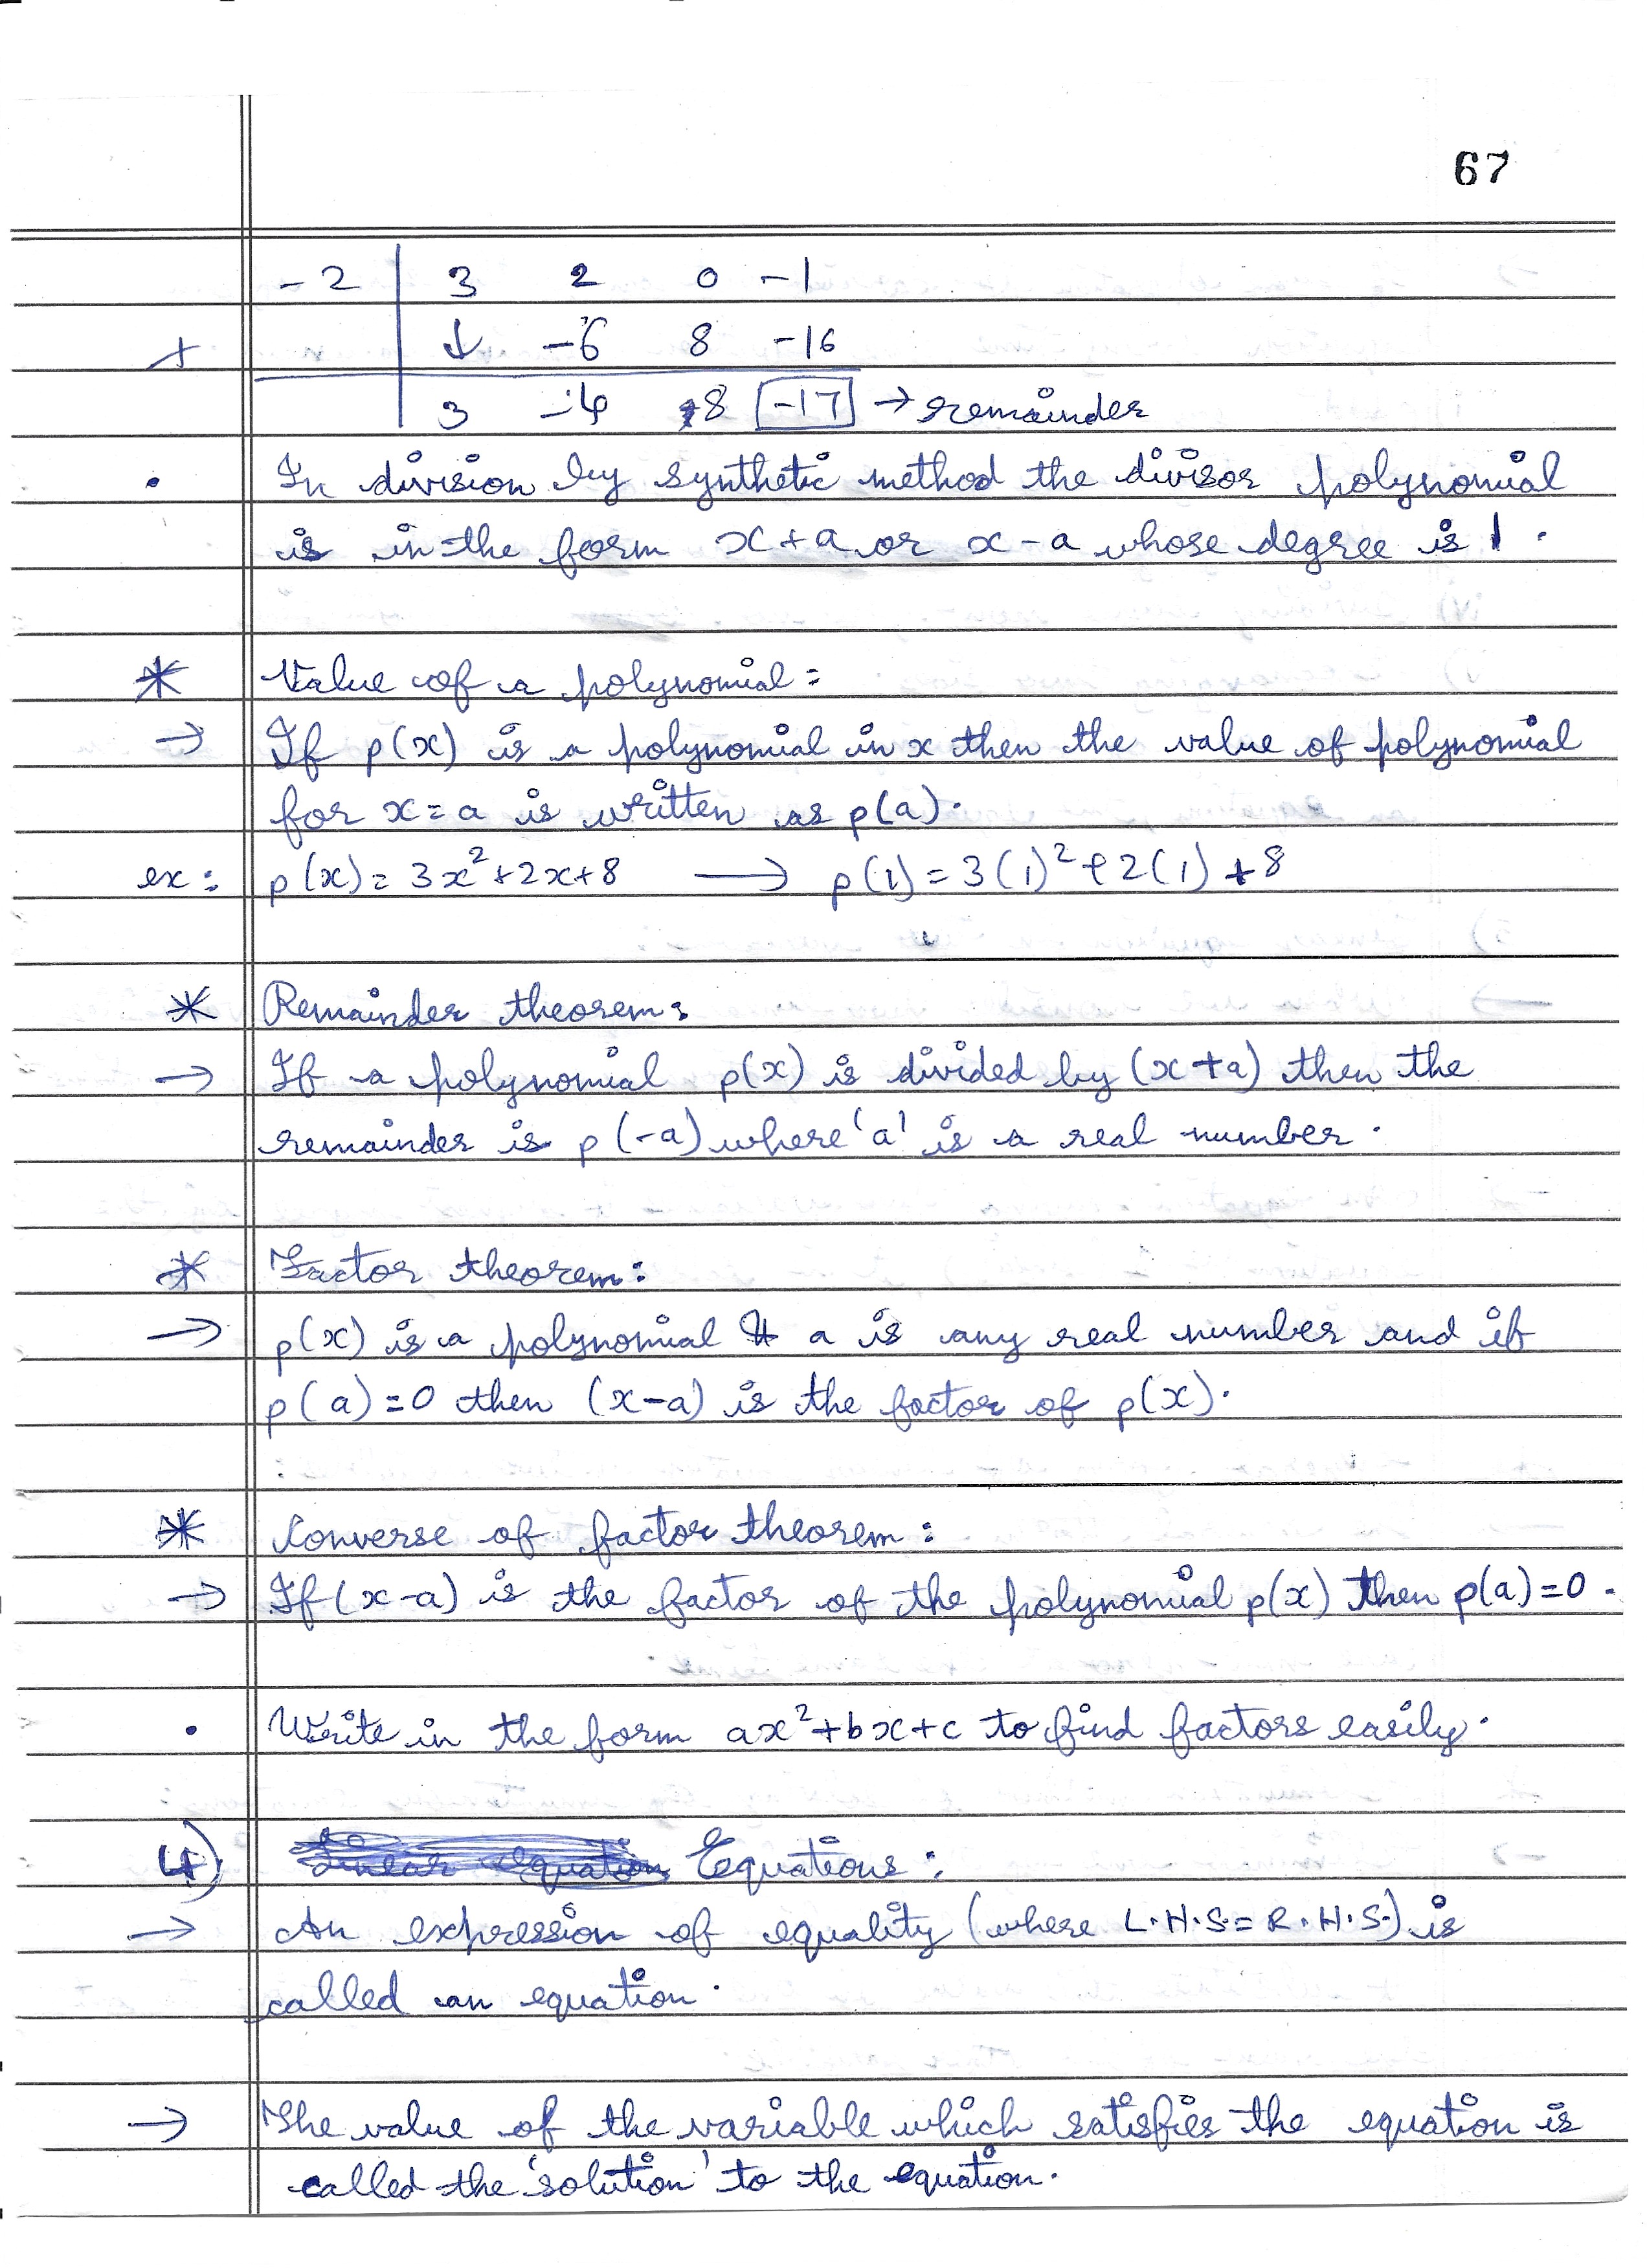 67
-2 | 3 2 0 -1
+ ↓ -6 8 -16
3 -4 8 -17 → remainder
• In division by synthetic method the divisor polynomial
is in the form x+a or x-a whose degree is 1.
* Value of a polynomial:
→ If p(x) is a polynomial in x then the value of polynomial
for x=a is written as p(a).
ex: p(x)=3x²+2x+8 → p(1)=3(1)²+2(1)+8
* Remainder theorem:
→ If a polynomial p(x) is divided by (x+a) then the
remainder is p(-a) where 'a' is a real number.
* Factor theorem:
→ p(x) is a polynomial a is any real number and if
p(a)=0 then (x-a) is the factor of p(x).
* Converse of factor theorem:
→ If (x-a) is the factor of the polynomial p(x) then p(a)=0.
• Write in the form ax²+bx+c to find factors easily.
4) Linear equation Equations:
→ An expression of equality (where L.H.S.=R.H.S.) is
called an equation.
→ The value of the variable which satisfies the equation is
called the 'solution' to the equation.